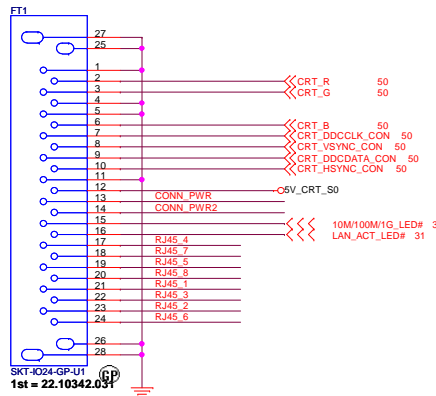 FT1
27
25
1
2 CRT_R 50
3 CRT_G 50
4
5
6 CRT_B 50
7 CRT_DDCCLK_CON 50
8 CRT_VSYNC_CON 50
9 CRT_DDCDATA_CON 50
10 CRT_HSYNC_CON 50
11
12 5V_CRT_S0
13 CONN_PWR
14 CONN_PWR2
15 10M/100M/1G_LED# 3
16 LAN_ACT_LED# 31
17 RJ45_4
18 RJ45_7
19 RJ45_5
20 RJ45_8
21 RJ45_1
22 RJ45_3
23 RJ45_2
24 RJ45_6
26
28
SKT-IO24-GP-U1
GP
1st = 22.10342.031